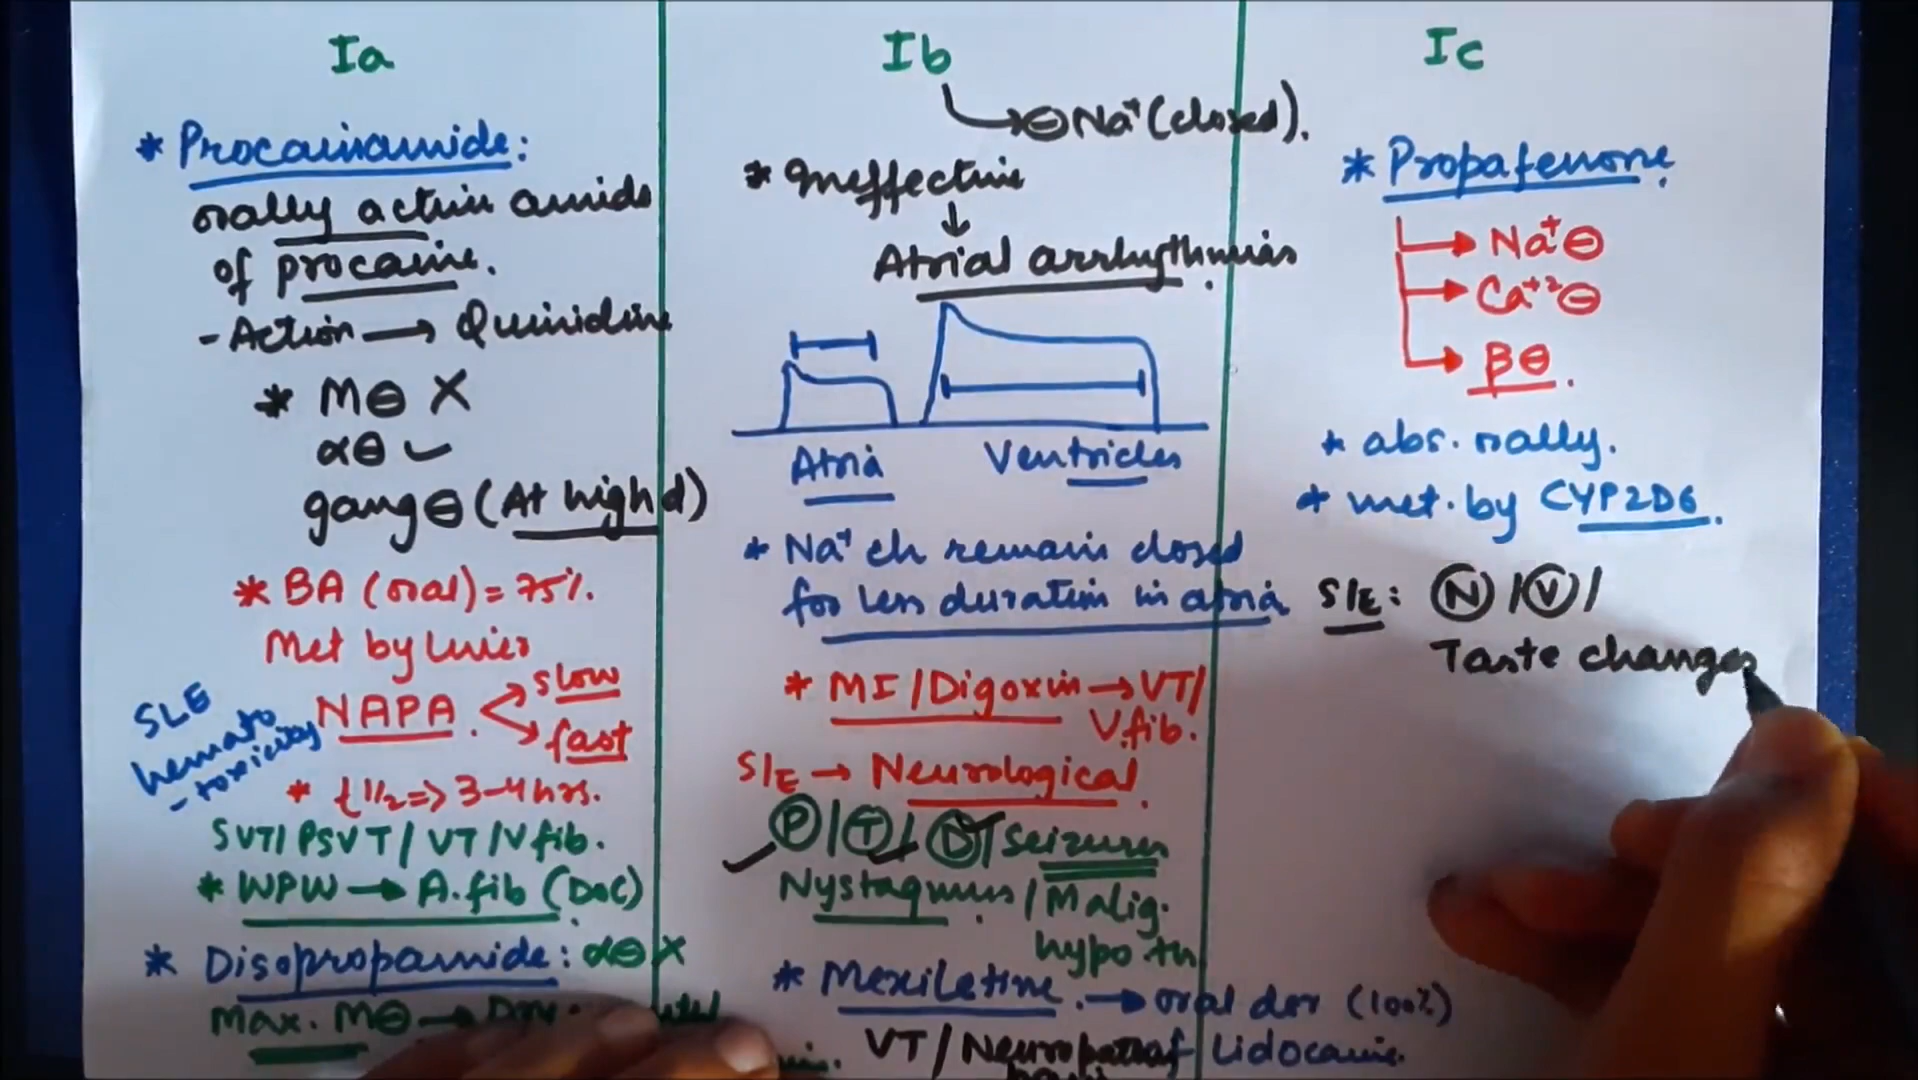 Ia
* Procainamide:
orally active amide
of procaine.
- Action → Quinidine
* M⊖ X
α⊖ ✓
gang⊖ (At high d)
* BA (oral) = 75%.
Met by Liver
NAPA. < slow
fast
SLE
hemato
-toxicity
* t1/2 => 3-4 hrs.
SVT/ PSVT / VT / V fib.
* WPW → A.fib (DOC)
* Disopropamide: α⊖ X
Max. M⊖ →
Ib
→ ⊖ Na+ (closed).
* Ineffective
↓
Atrial arrhythmias.
Atria Ventricles
* Na+ ch remain closed
for less duration in atria
* MI / Digoxin → VT/
V.fib.
S/E → Neurological.
P / T / D / Seizures
Nystagmus / Malig.
hypo th
* Mexiletine. → oral der (100%)
of Lidocaine.
VT / Neuropath
Ic
* Propafenone.
→ Na+ ⊖
→ Ca+2 ⊖
→ β⊖.
* abs. orally.
* met. by CYP2D6.
S/E: N / V /
Taste changes